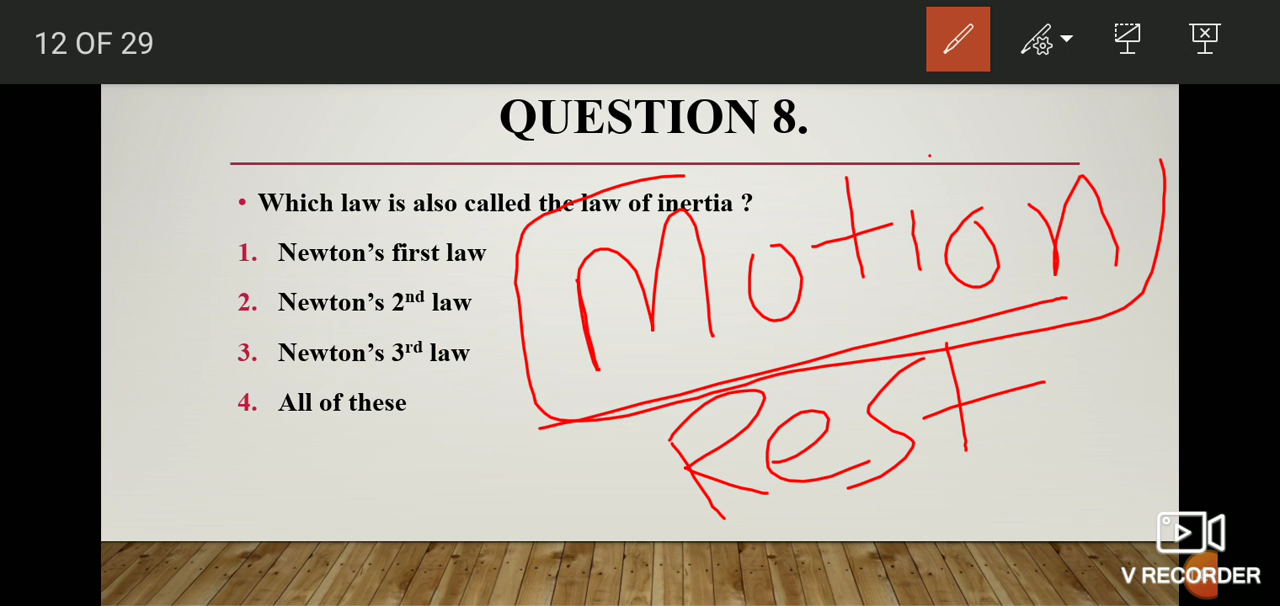 12 OF 29
QUESTION 8.
• Which law is also called the law of inertia ?
1. Newton's first law
2. Newton's 2nd law
3. Newton's 3rd law
4. All of these
Motion
Rest
V RECORDER